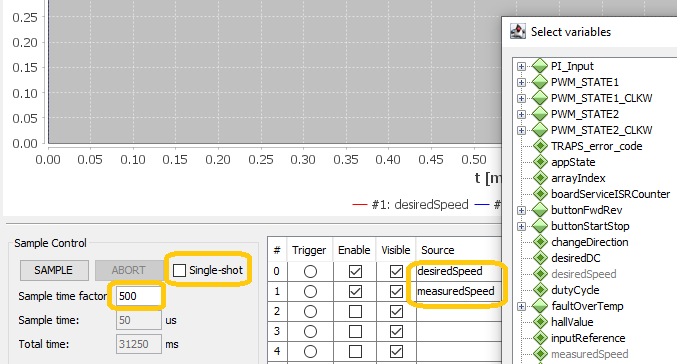 0.25
0.20
0.15
0.10
0.05
0.00
0.00 0.05 0.10 0.15 0.20 0.25 0.30 0.35 0.40 0.45 0.50
t [m
#1: desiredSpeed #
Sample Control
SAMPLE ABORT Single-shot
Sample time factor 500
Sample time: 50 us
Total time: 31250 ms
# Trigger Enable Visible Source
0 desiredSpeed
1 measuredSpeed
2
3
4
Select variables
PI_Input
PWM_STATE1
PWM_STATE1_CLKW
PWM_STATE2
PWM_STATE2_CLKW
TRAPS_error_code
appState
arrayIndex
boardServiceISRCounter
buttonFwdRev
buttonStartStop
changeDirection
desiredDC
desiredSpeed
dutyCycle
faultOverTemp
hallValue
inputReference
measuredSpeed